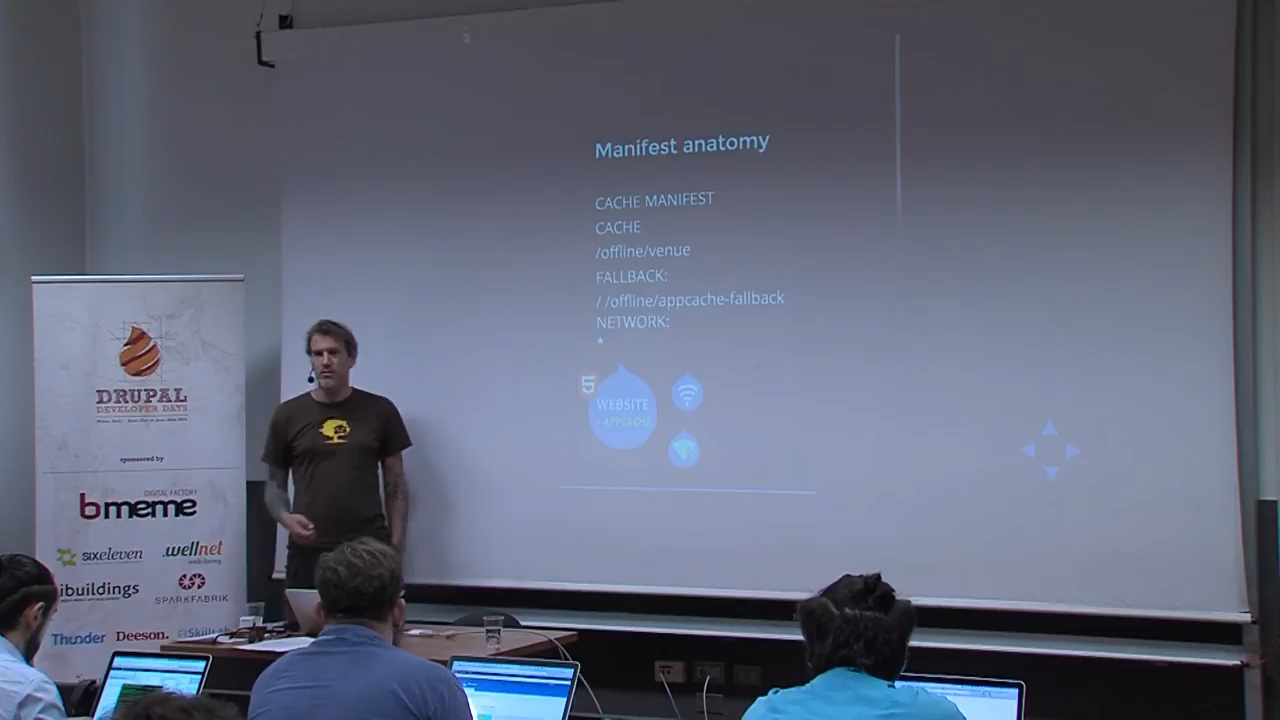 Manifest anatomy
CACHE MANIFEST
CACHE
/offline/venue
FALLBACK:
/ /offline/appcache-fallback
NETWORK:
*
5
WEBSITE
+ APPCACHE
DRUPAL
DEVELOPER DAYS
sponsored by
DIGITAL FACTORY
bmeme
sixeleven
.wellnet
ibuildings
SPARKFABRIK
Thunder
Deeson.